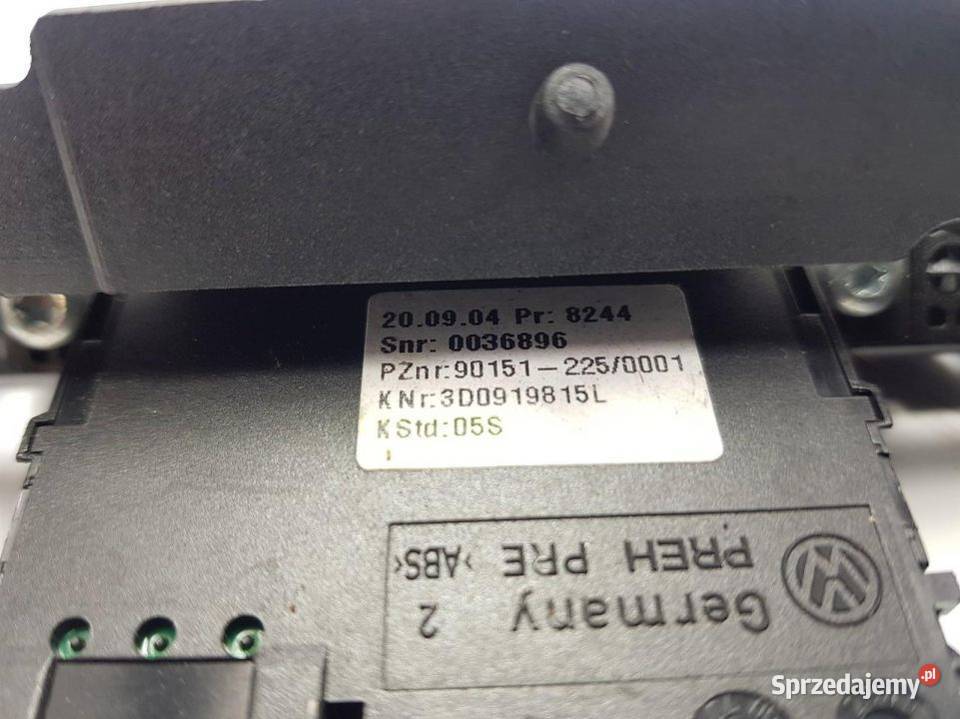 20.09.04 Pr: 8244
Snr: 0036896
PZnr:90151-225/0001
KNr:3D0919815L
KStd:05S
Germany 2
PREH PRE >ABS<
Sprzedajemy.pl